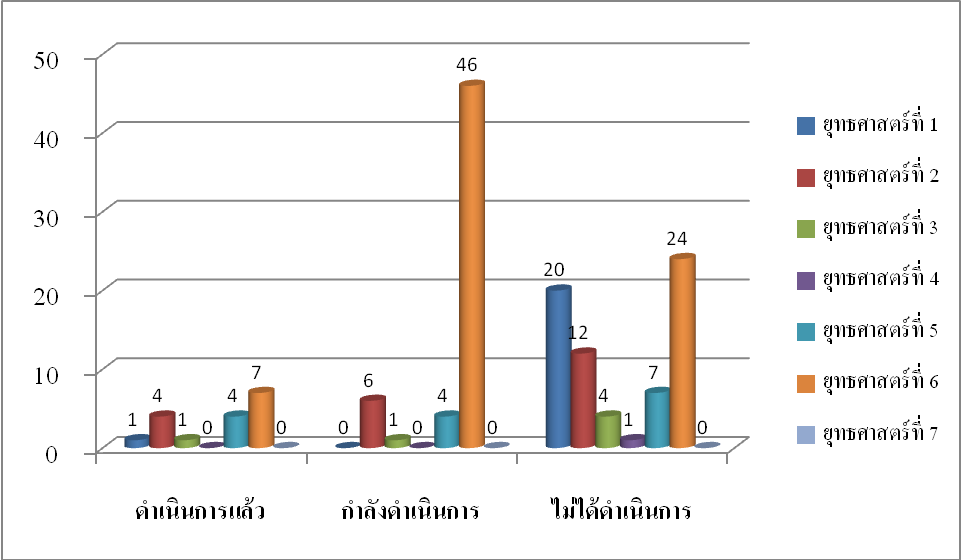 50
40
30
20
10
0
1 4 1 0 4 7 0
0 6 1 0 4 46 0
20 12 4 1 7 24 0
ดำเนินการแล้ว
กำลังดำเนินการ
ไม่ได้ดำเนินการ
ยุทธศาสตร์ที่ 1
ยุทธศาสตร์ที่ 2
ยุทธศาสตร์ที่ 3
ยุทธศาสตร์ที่ 4
ยุทธศาสตร์ที่ 5
ยุทธศาสตร์ที่ 6
ยุทธศาสตร์ที่ 7